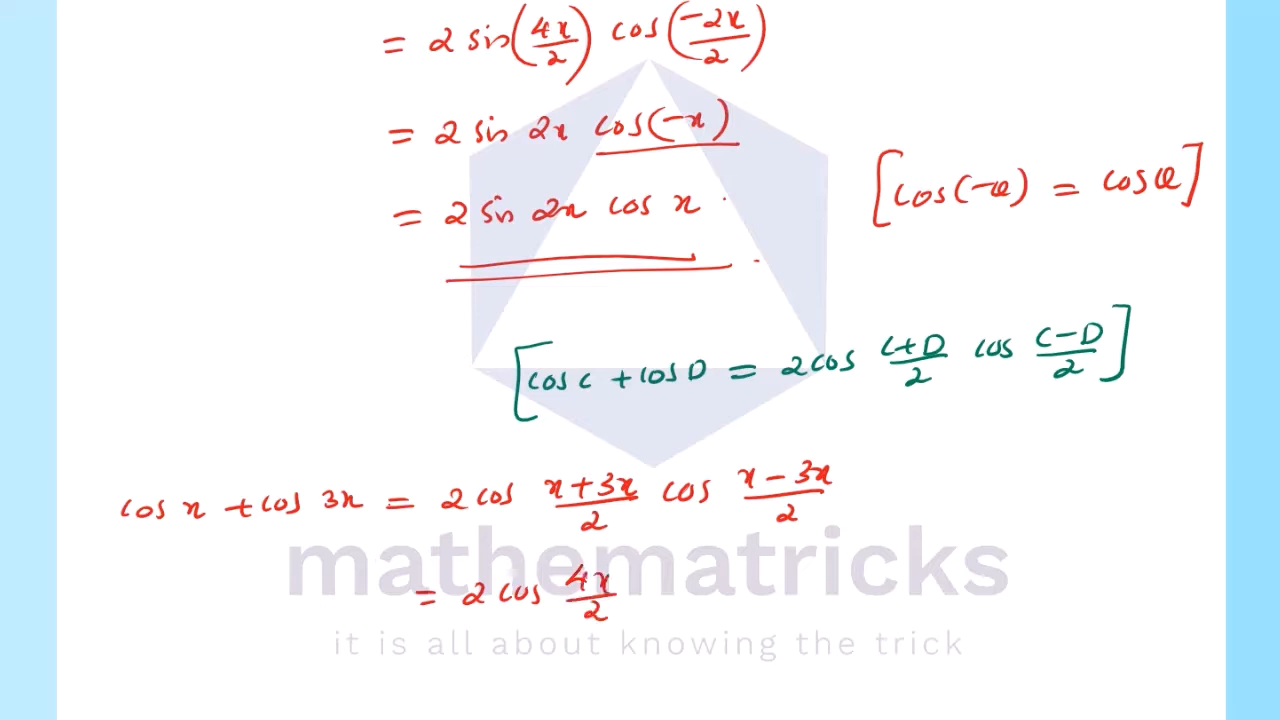 = 2 sin(4x/2) cos(-2x/2)
= 2 sin 2x cos(-x)
[cos(-θ) = cosθ]
= 2 sin 2x cos x .
[cos C + cos D = 2 cos C+D/2 cos C-D/2]
cos x + cos 3x = 2 cos x+3x/2 cos x-3x/2
mathematricks
= 2 cos 4x/2
it is all about knowing the trick